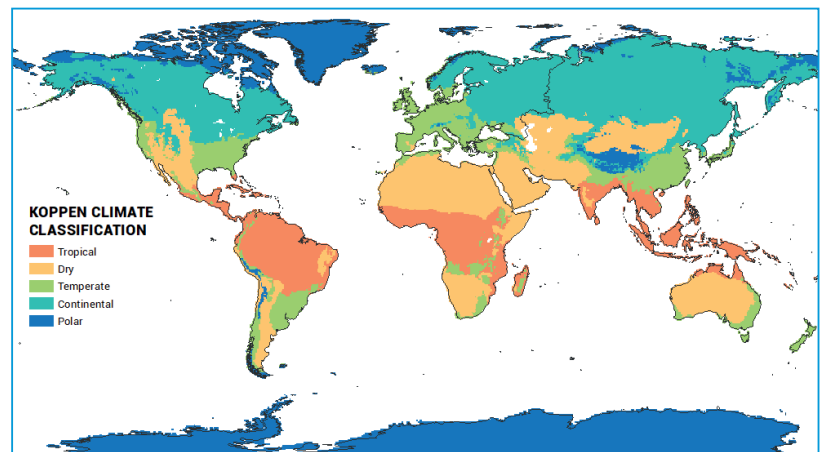 KOPPEN CLIMATE
CLASSIFICATION
Tropical
Dry
Temperate
Continental
Polar